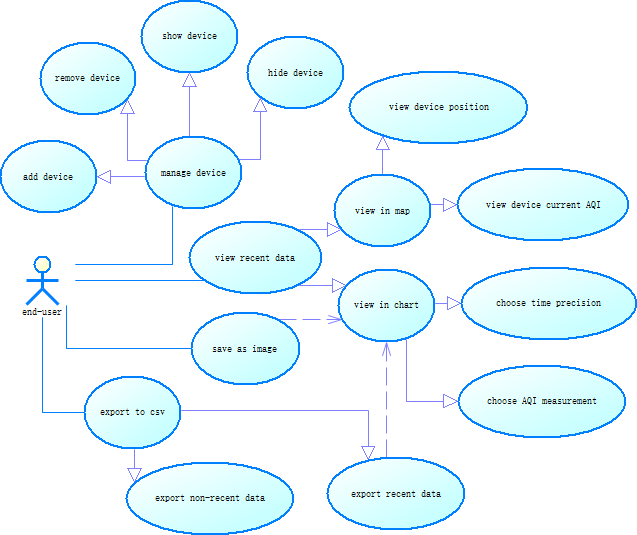 show device
remove device
hide device
view device position
add device
manage device
view in map
view device current AQI
view recent data
end-user
view in chart
choose time precision
save as image
export to csv
choose AQI measurement
export non-recent data
export recent data